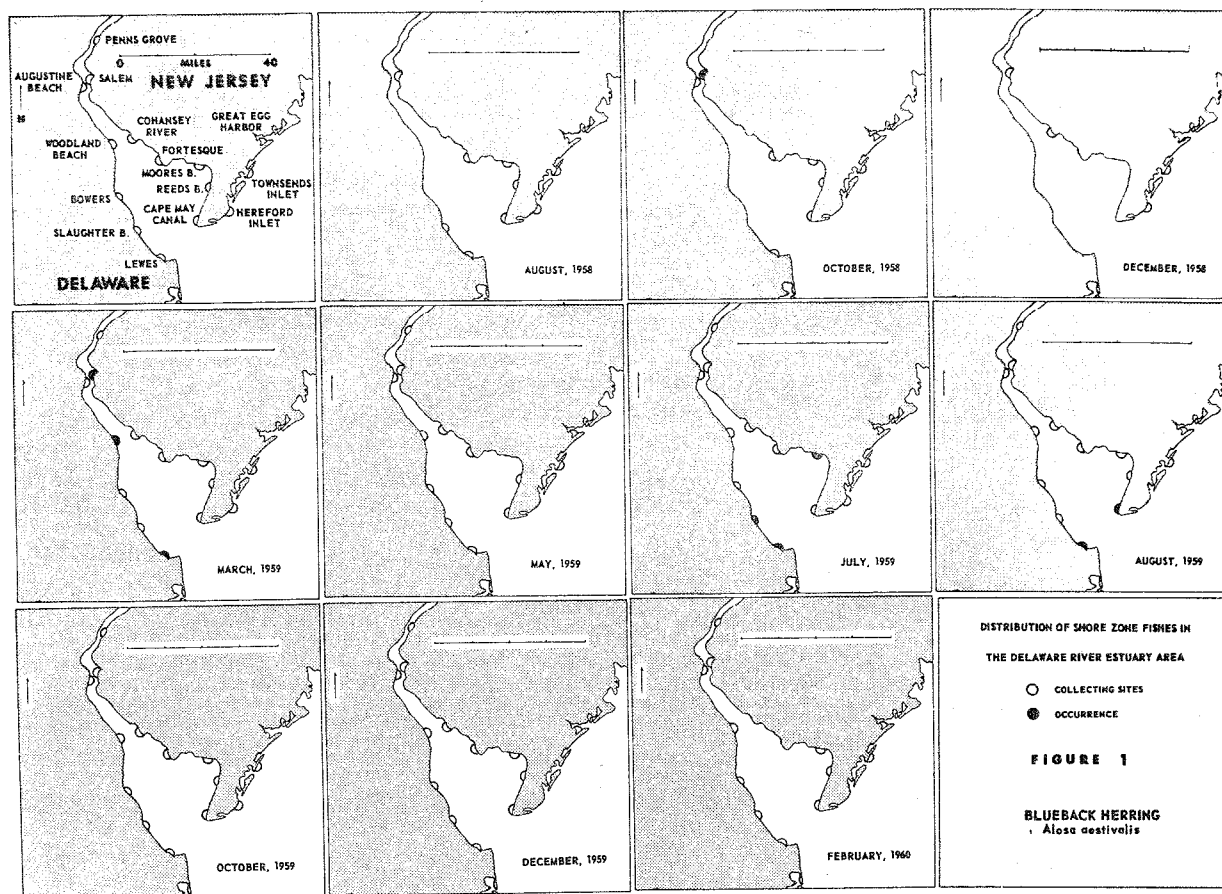 PENNS GROVE
0 MILES 40
AUGUSTINE BEACH
SALEM
NEW JERSEY
N
COHANSEY RIVER
GREAT EGG HARBOR
WOODLAND BEACH
FORTESQUE
MOORES B.
REEDS B.
TOWNSENDS INLET
BOWERS
CAPE MAY CANAL
HEREFORD INLET
SLAUGHTER B.
LEWES
DELAWARE
AUGUST, 1958
OCTOBER, 1958
DECEMBER, 1958
MARCH, 1959
MAY, 1959
JULY, 1959
AUGUST, 1959
OCTOBER, 1959
DECEMBER, 1959
FEBRUARY, 1960
DISTRIBUTION OF SHORE ZONE FISHES IN
THE DELAWARE RIVER ESTUARY AREA
COLLECTING SITES
OCCURRENCE
FIGURE 1
BLUEBACK HERRING
Alosa aestivalis